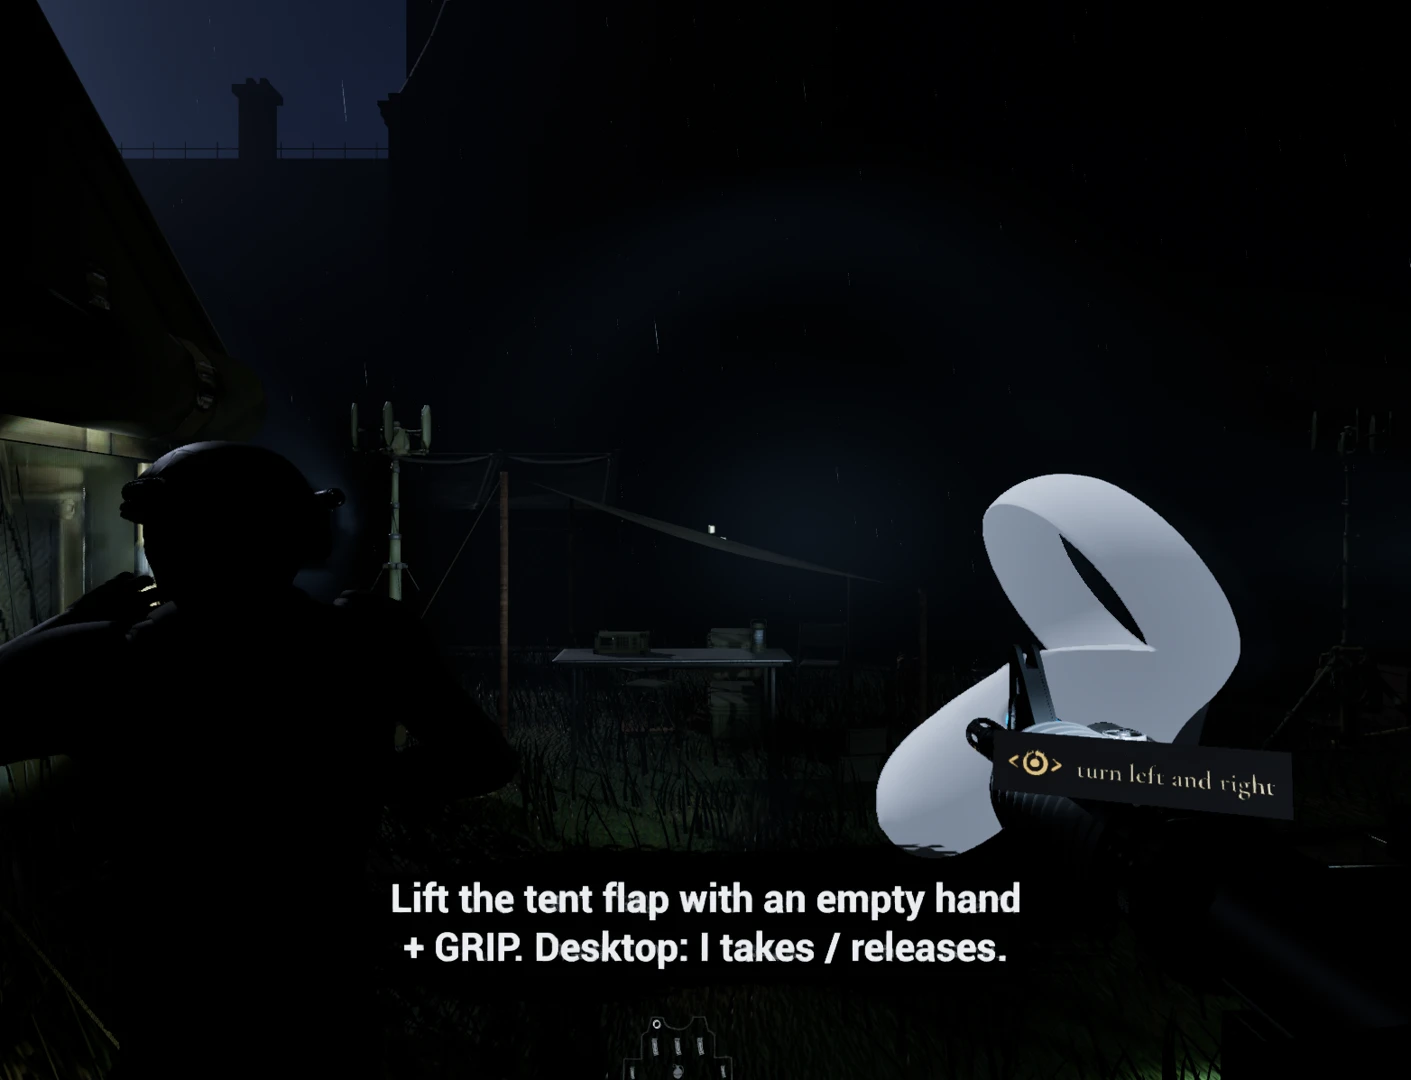 turn left and right
Lift the tent flap with an empty hand
+ GRIP. Desktop: I takes / releases.